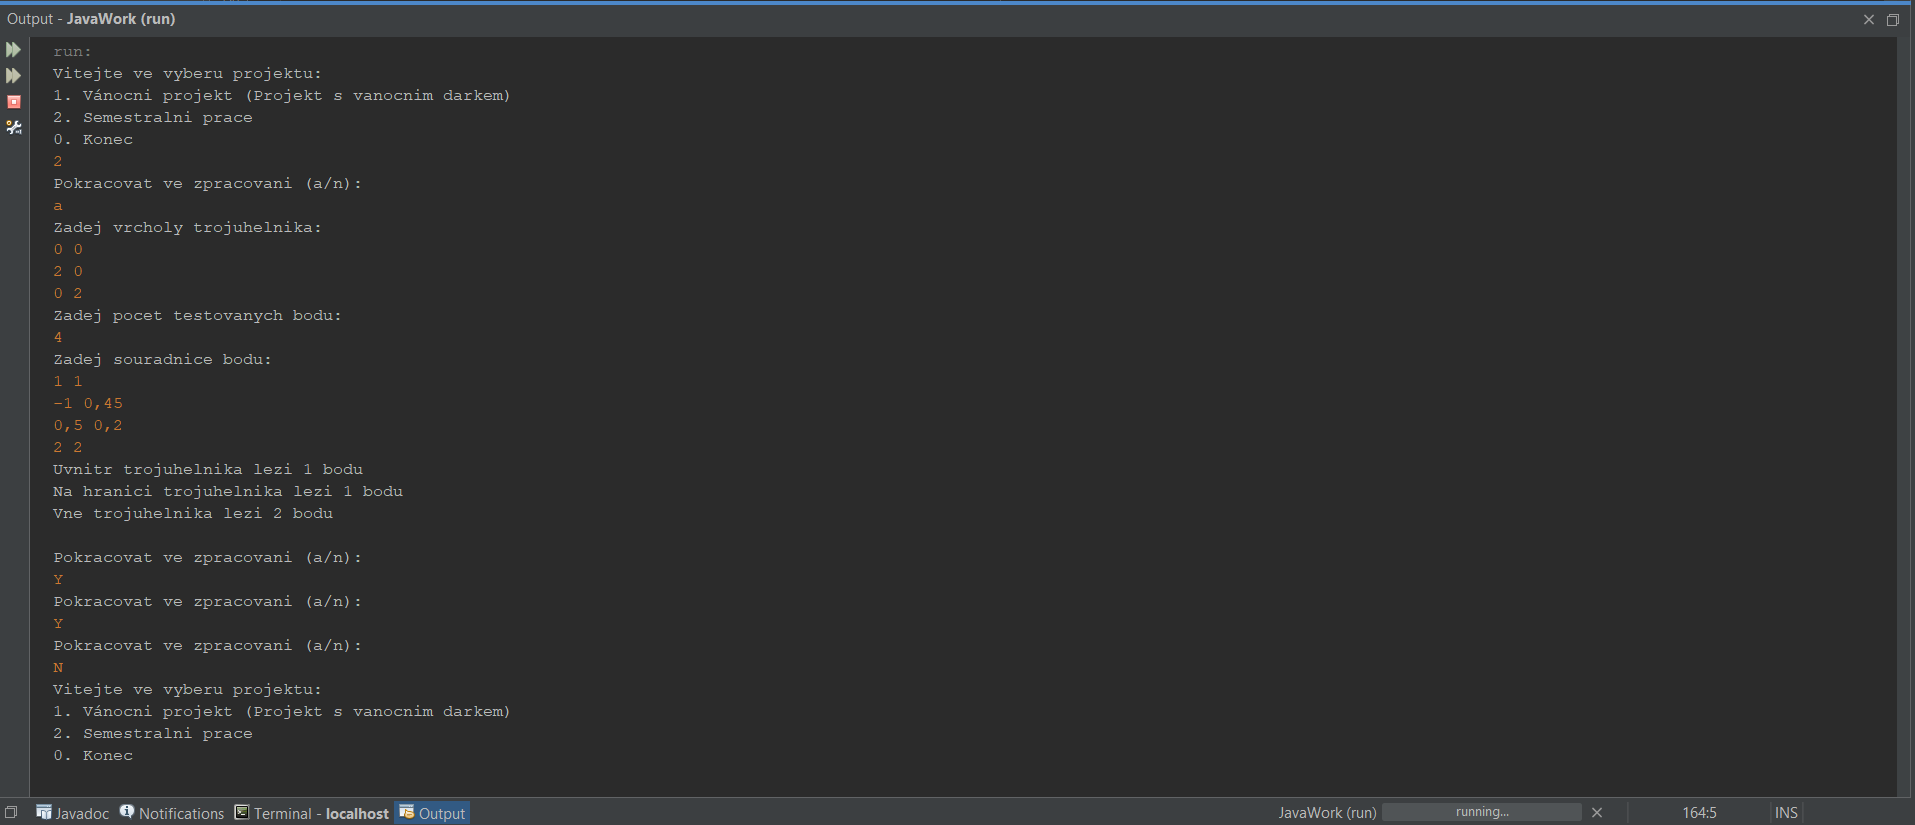 Output - JavaWork (run)
run:
Vitejte ve vyberu projektu:
1. Vánocni projekt (Projekt s vanocnim darkem)
2. Semestralni prace
0. Konec
2
Pokracovat ve zpracovani (a/n):
a
Zadej vrcholy trojuhelnika:
0 0
2 0
0 2
Zadej pocet testovanych bodu:
4
Zadej souradnice bodu:
1 1
-1 0,45
0,5 0,2
2 2
Uvnitr trojuhelnika lezi 1 bodu
Na hranici trojuhelnika lezi 1 bodu
Vne trojuhelnika lezi 2 bodu
Pokracovat ve zpracovani (a/n):
Y
Pokracovat ve zpracovani (a/n):
Y
Pokracovat ve zpracovani (a/n):
N
Vitejte ve vyberu projektu:
1. Vánocni projekt (Projekt s vanocnim darkem)
2. Semestralni prace
0. Konec
Javadoc Notifications Terminal - localhost Output JavaWork (run) running... 164:5 INS